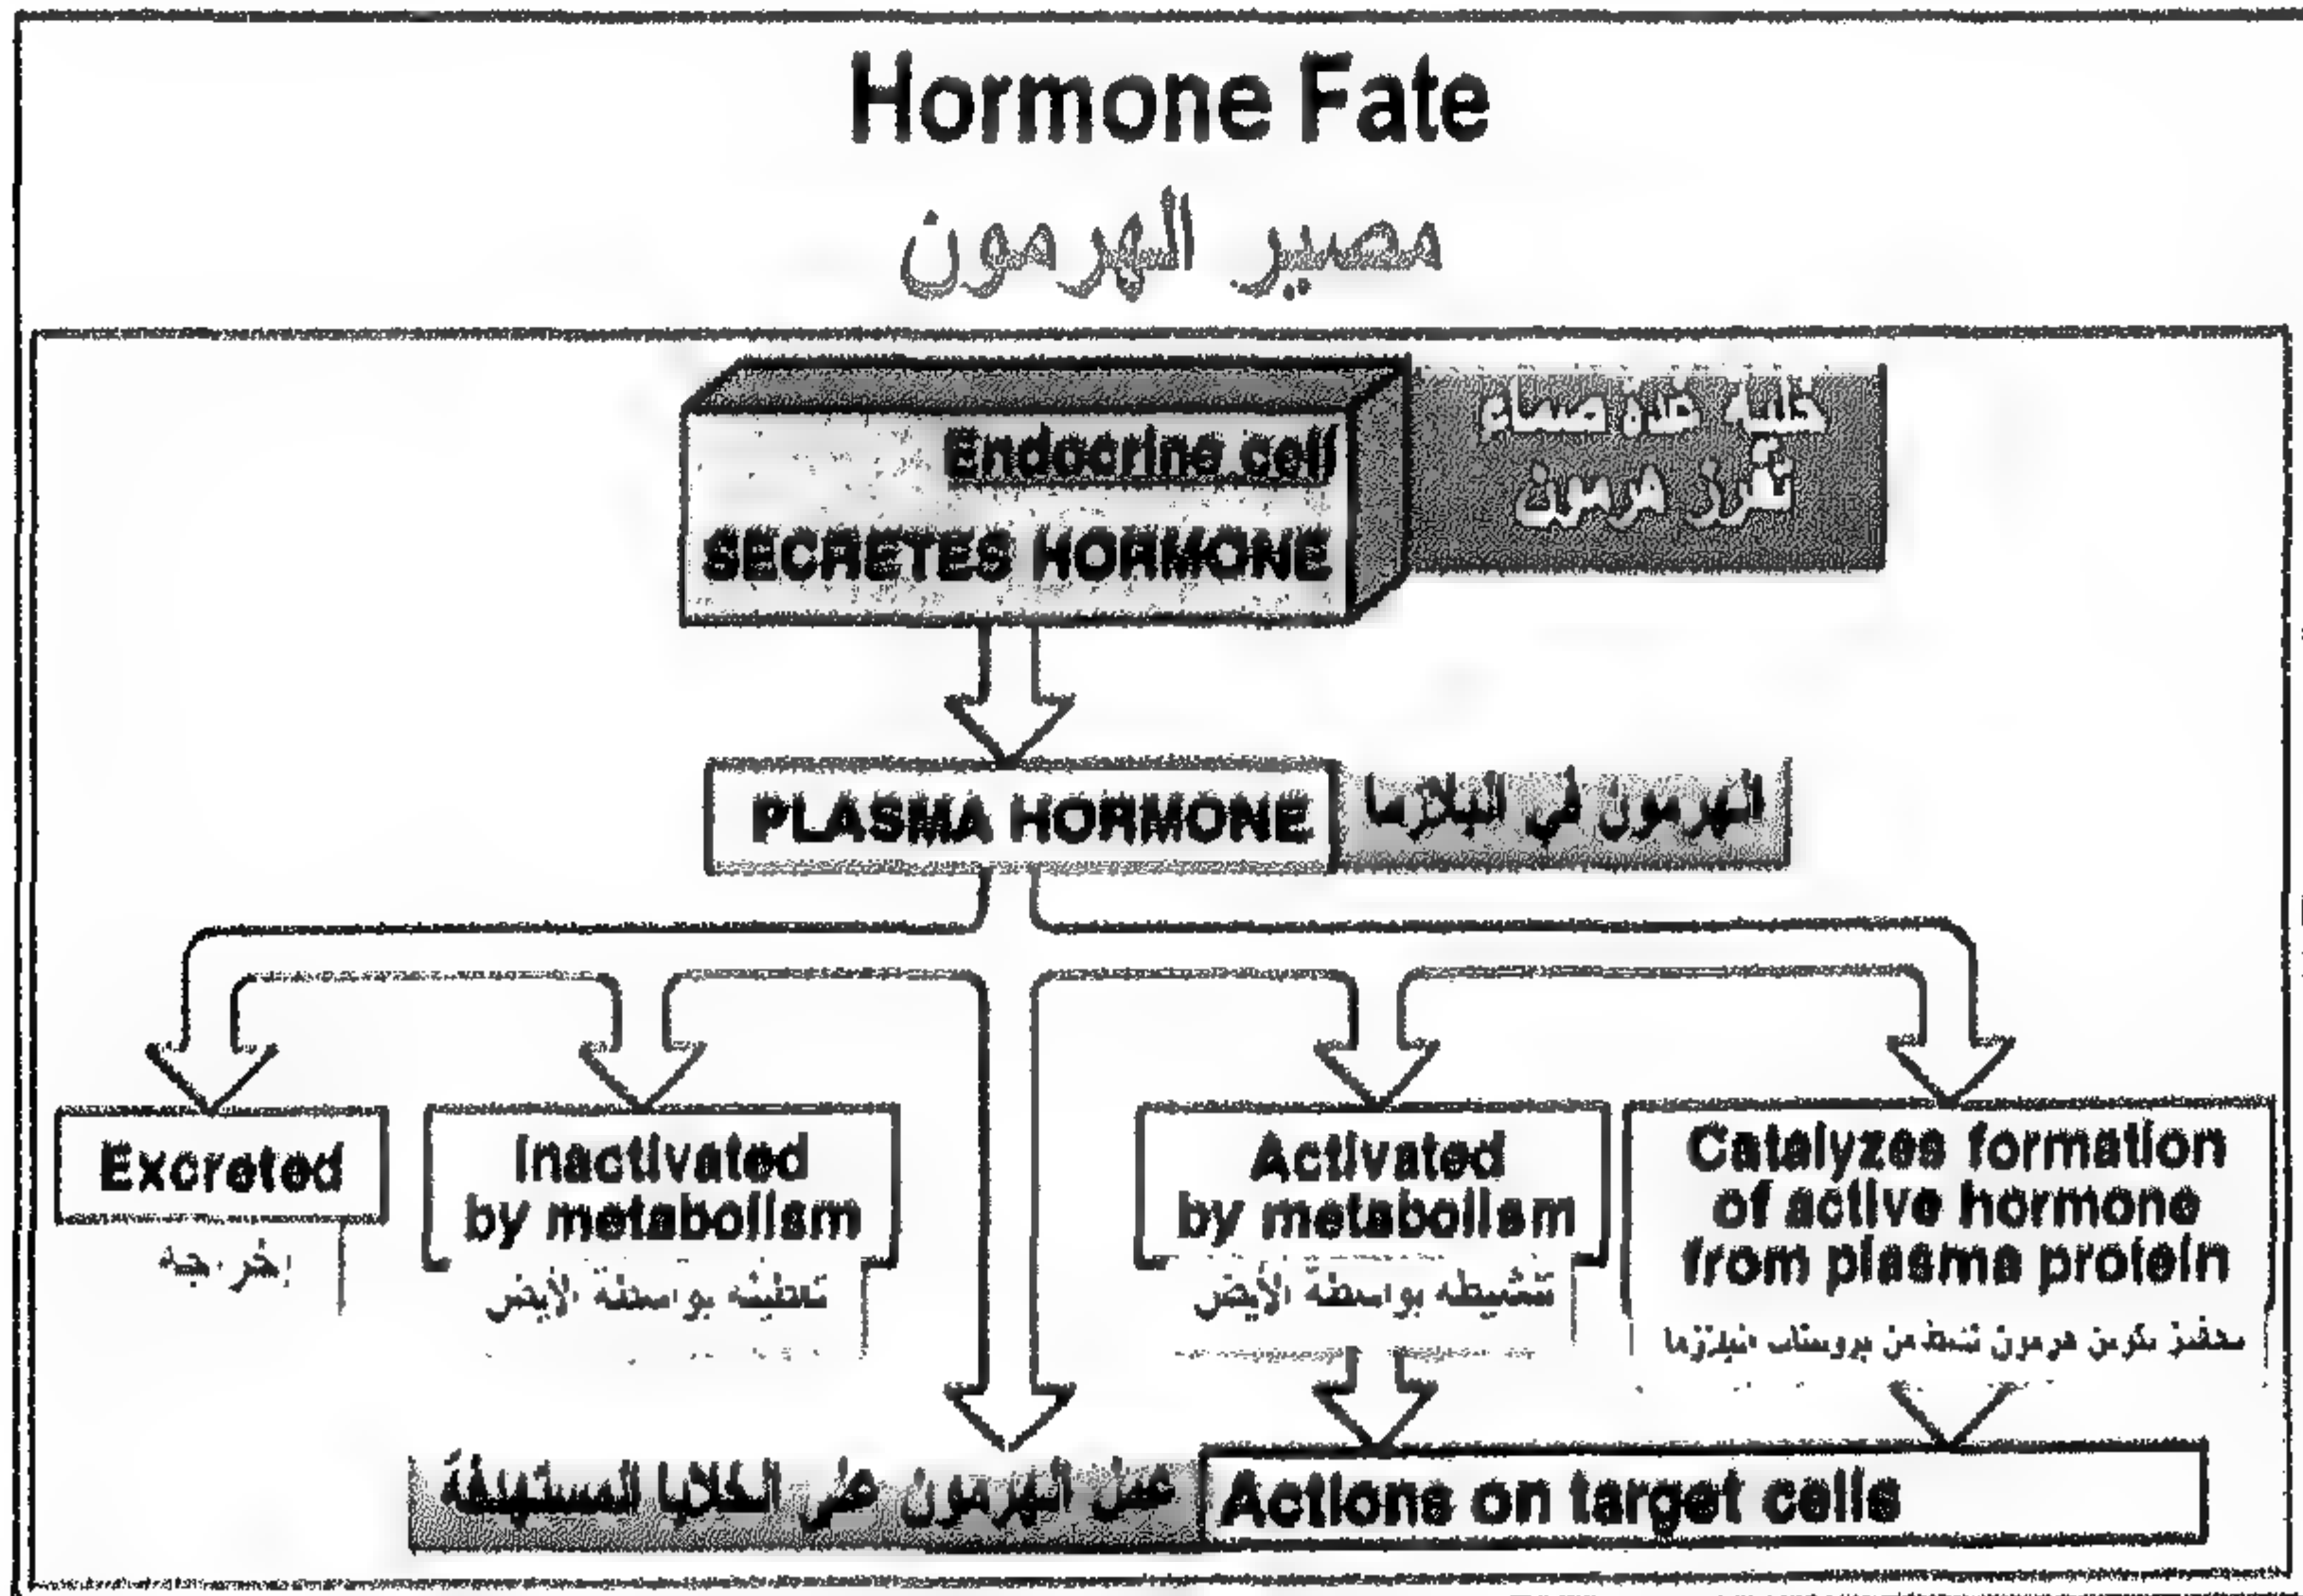 Hormone Fate
مصير الهرمون
Endocrine cell
SECRETES HORMONE
خلية غدة صماء
تفرز هرمون
PLASMA HORMONE
الهرمون في البلازما
Excreted
إخراجه
Inactivated
by metabolism
بواسطة الأيض
Activated
by metabolism
تنشيطه بواسطة الأيض
Catalyzes formation
of active hormone
from plasma protein
هرمون من
Actions on target cells
عمل الهرمون على الخلايا المستهدفة